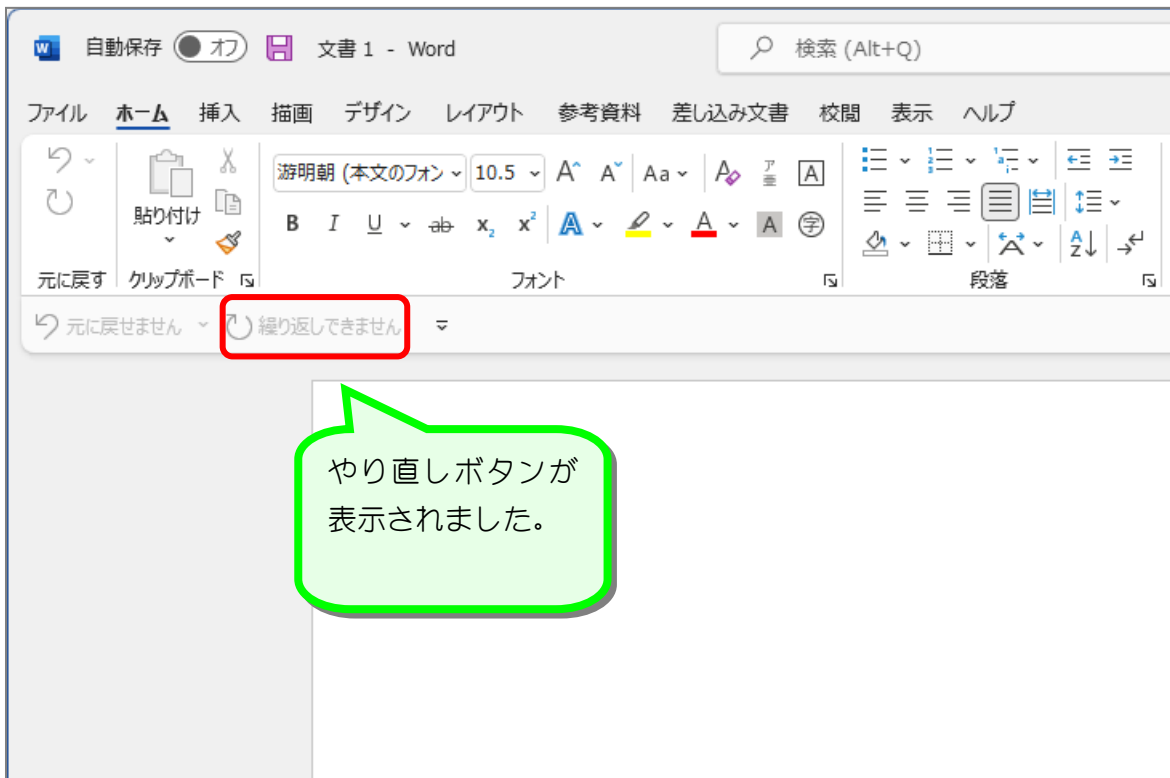 自動保存 オフ 文書 1 - Word 検索 (Alt+Q)
ファイル ホーム 挿入 描画 デザイン レイアウト 参考資料 差し込み文書 校閲 表示 ヘルプ
貼り付け
游明朝 (本文のフォン 10.5 A^ A˅ Aa A ア亜 A
B I U ab x₂ x² A A A 字
元に戻す クリップボード フォント 段落
元に戻せません 繰り返しできません
やり直しボタンが
表示されました。